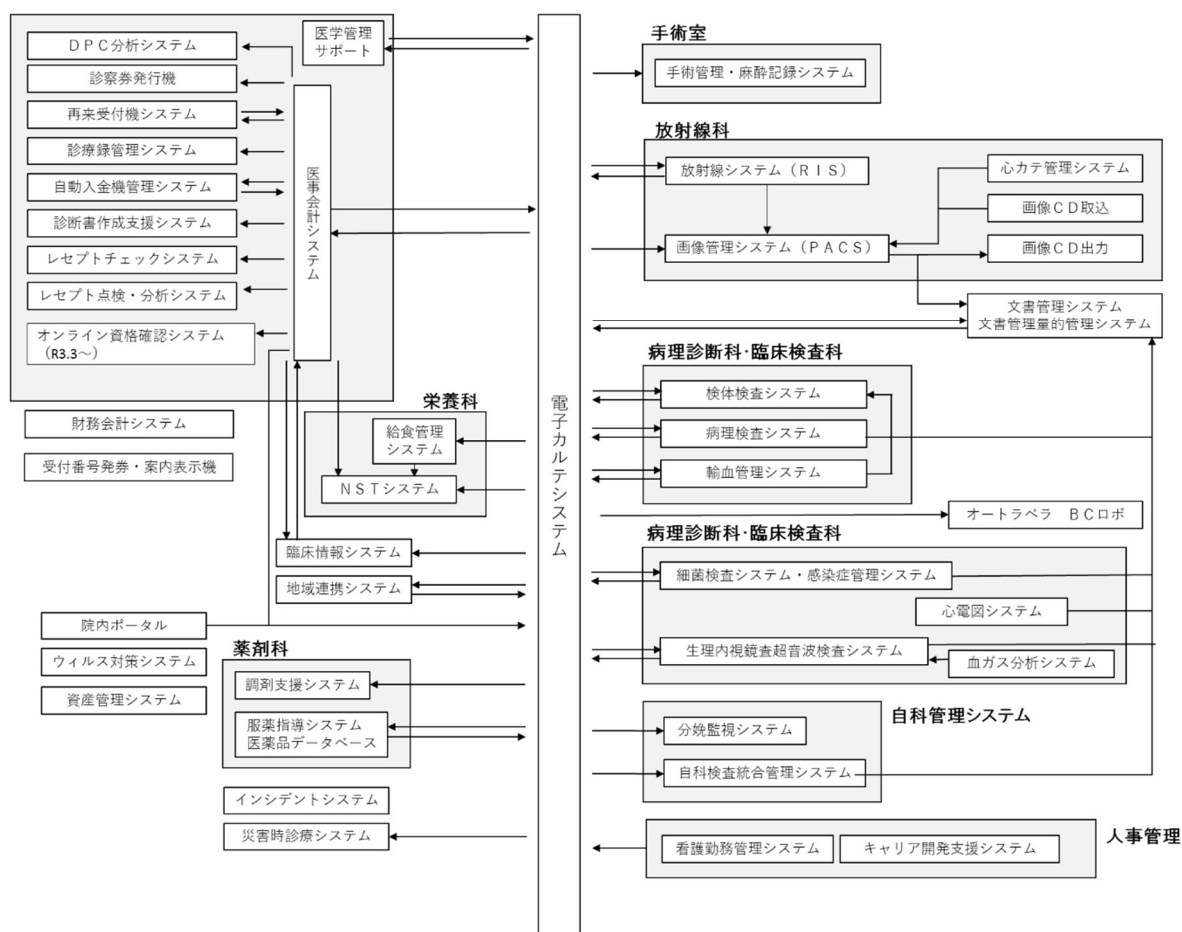 医学管理
サポート
ＤＰＣ分析システム
診察券発行機
再来受付機システム
診療録管理システム
自動入金機管理システム
診断書作成支援システム
レセプトチェックシステム
レセプト点検・分析システム
オンライン資格確認システム
（R3.3～）
医事会計システム
財務会計システム
受付番号発券・案内表示機
栄養科
給食管理
システム
ＮＳＴシステム
臨床情報システム
地域連携システム
院内ポータル
ウィルス対策システム
資産管理システム
薬剤科
調剤支援システム
服薬指導システム
医薬品データベース
インシデントシステム
災害時診療システム
電子カルテシステム
手術室
手術管理・麻酔記録システム
放射線科
放射線システム（ＲＩＳ）
心カテ管理システム
画像ＣＤ取込
画像管理システム（ＰＡＣＳ）
画像ＣＤ出力
文書管理システム
文書管理量的管理システム
病理診断科・臨床検査科
検体検査システム
病理検査システム
輸血管理システム
オートラベラ　ＢＣロボ
病理診断科・臨床検査科
細菌検査システム・感染症管理システム
心電図システム
生理内視鏡査超音波検査システム
血ガス分析システム
自科管理システム
分娩監視システム
自科検査統合管理システム
人事管理
看護勤務管理システム
キャリア開発支援システム